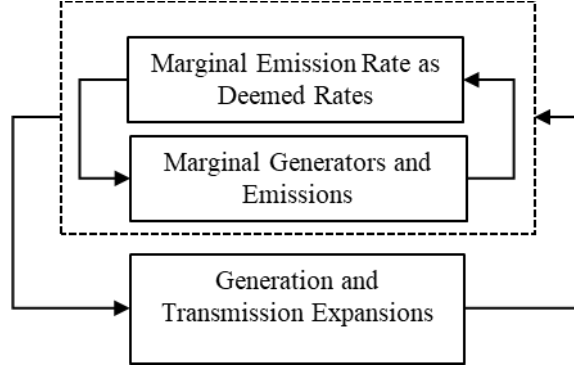 Marginal Emission Rate as
Deemed Rates
Marginal Generators and
Emissions
Generation and
Transmission Expansions